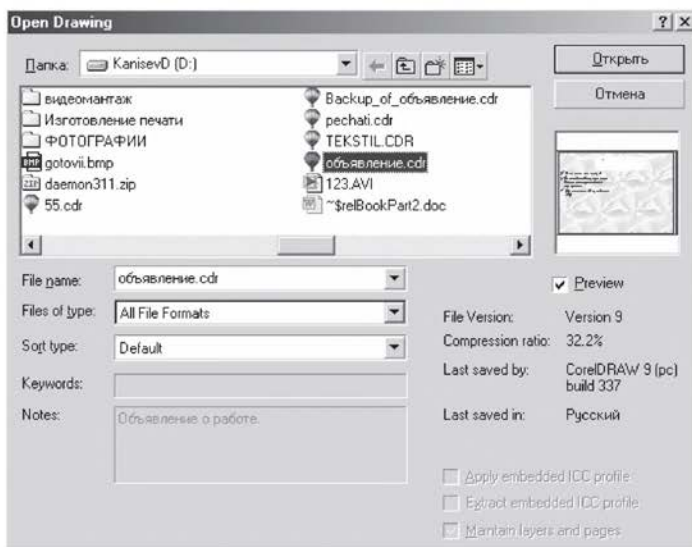 Open Drawing
Папка: KanisevD (D:)
Открыть
Отмена
видеомантаж
Изготовление печати
ФОТОГРАФИИ
gotovii.bmp
daemon311.zip
55.cdr
Backup_of_объявление.cdr
pechati.cdr
TEKSTIL.CDR
объявление.cdr
123.AVI
~$relBookPart2.doc
File name: объявление.cdr
Files of type: All File Formats
Sort type: Default
Keywords:
Notes: Объявление о работе.
Preview
File Version: Version 9
Compression ratio: 32.2%
Last saved by: CorelDRAW 9 (pc)
build 337
Last saved in: Русский
Apply embedded ICC profile
Extract embedded ICC profile
Maintain layers and pages